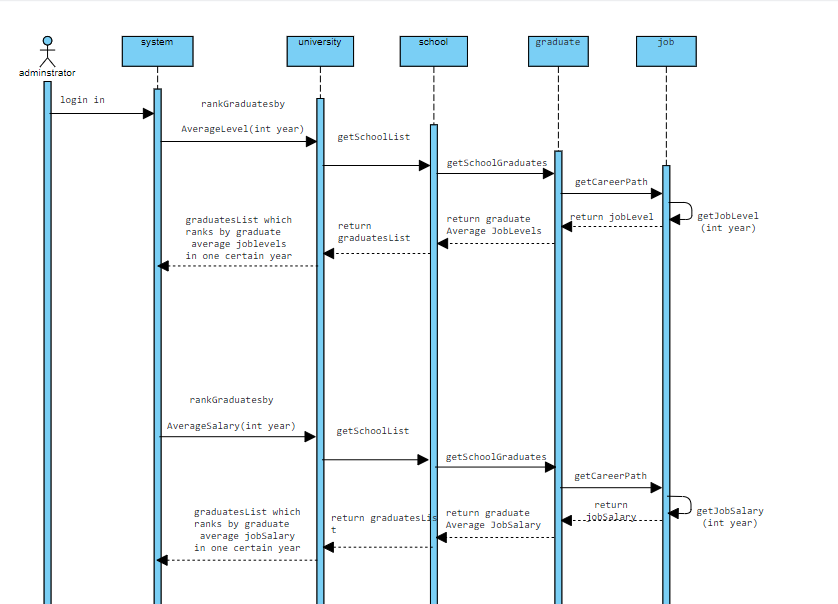 system
university
school
graduate
job
adminstrator
login in
rankGraduatesby
AverageLevel(int year)
getSchoolList
getSchoolGraduates
getCareerPath
getJobLevel
(int year)
return jobLevel
return graduate
Average JobLevels
return
graduatesList
graduatesList which
ranks by graduate
average joblevels
in one certain year
rankGraduatesby
AverageSalary(int year)
getSchoolList
getSchoolGraduates
getCareerPath
getJobSalary
(int year)
return
jobSalary
return graduate
Average JobSalary
return graduatesLis
t
graduatesList which
ranks by graduate
average jobSalary
in one certain year